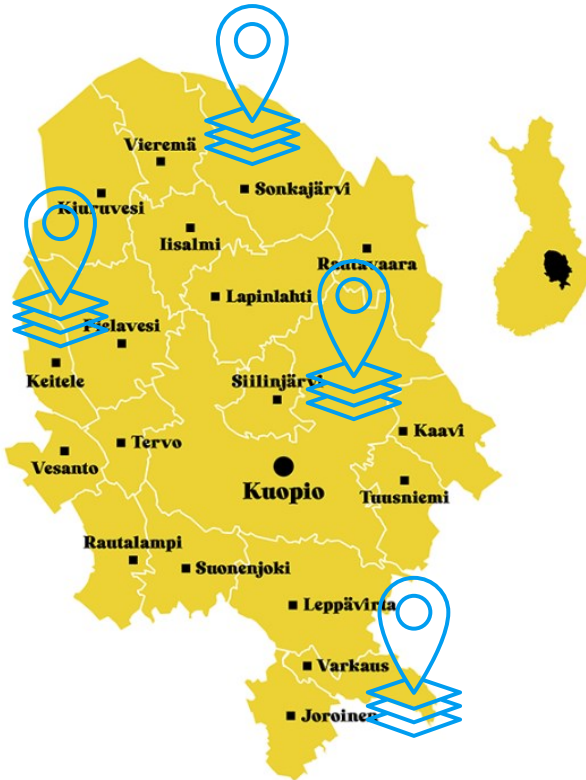 Vieremä
Sonkajärvi
Kiuruvesi
Iisalmi
Rautavaara
Lapinlahti
Pielavesi
Keitele
Siilinjärvi
Kaavi
Tervo
Vesanto
Kuopio
Tuusniemi
Rautalampi
Suonenjoki
Leppävirta
Varkaus
Joroinen